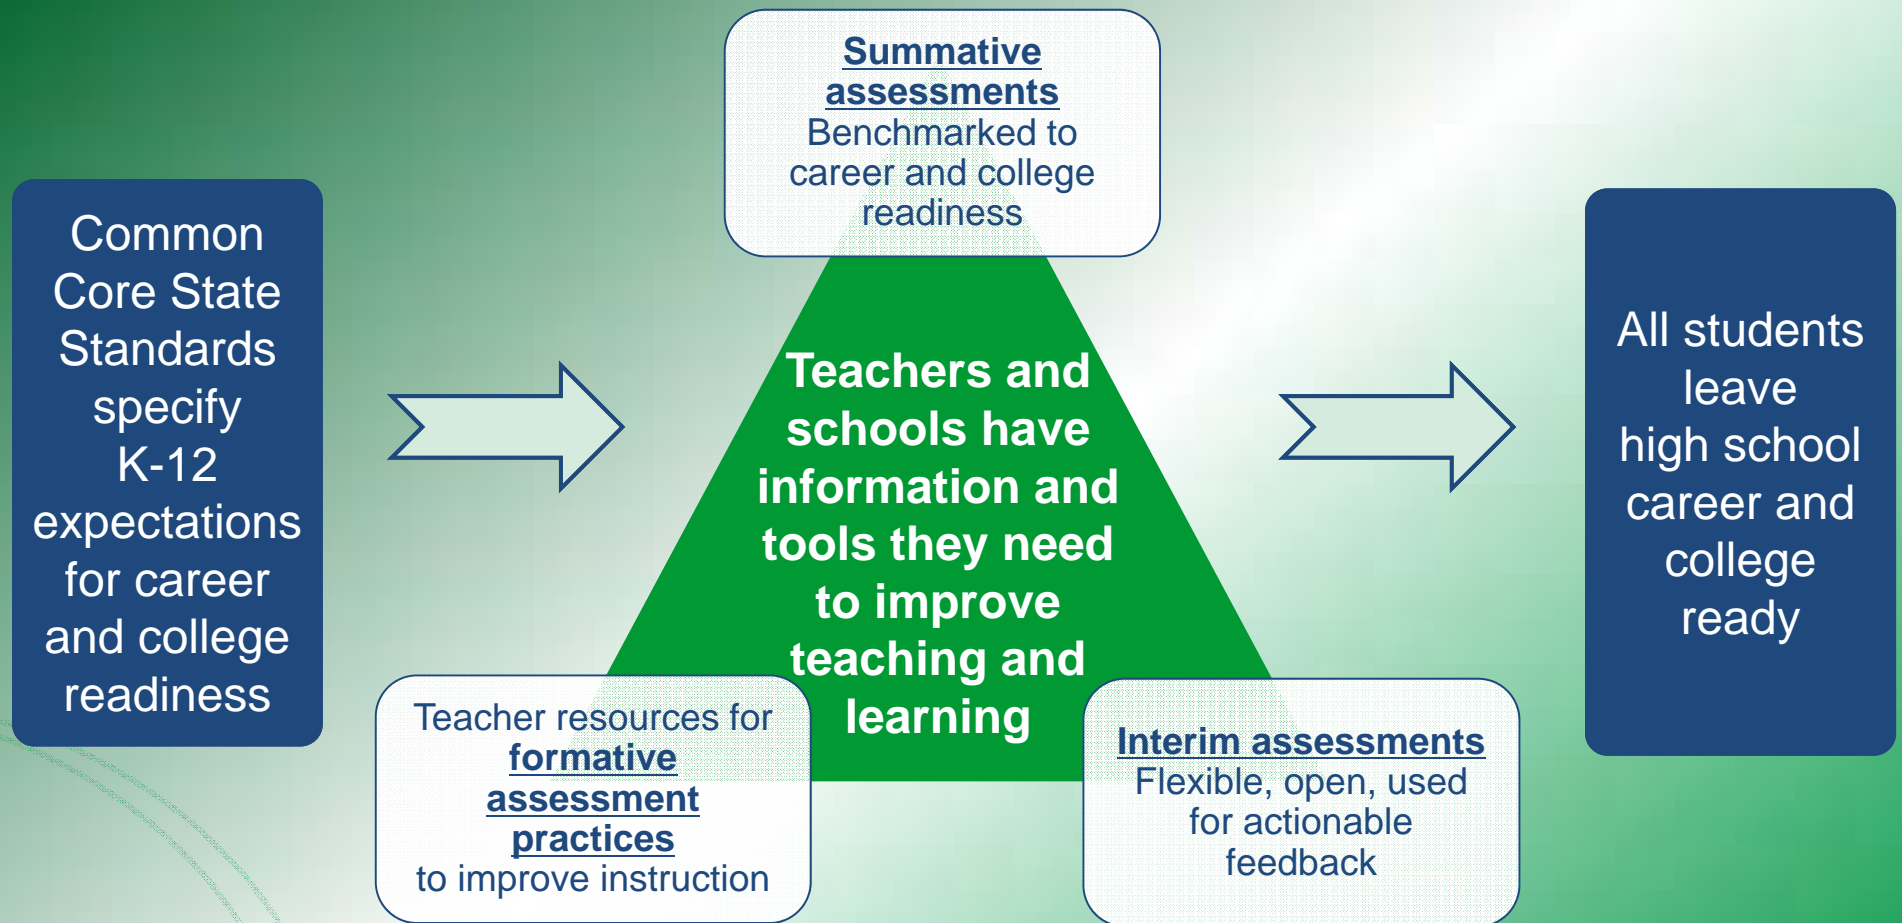 Summative
assessments
Benchmarked to
career and college
readiness
Common
Core State
Standards
specify
K-12
expectations
for career
and college
readiness
Teachers and
schools have
information and
tools they need
to improve
teaching and
learning
All students
leave
high school
career and
college
ready
Teacher resources for
formative
assessment
practices
to improve instruction
Interim assessments
Flexible, open, used
for actionable
feedback